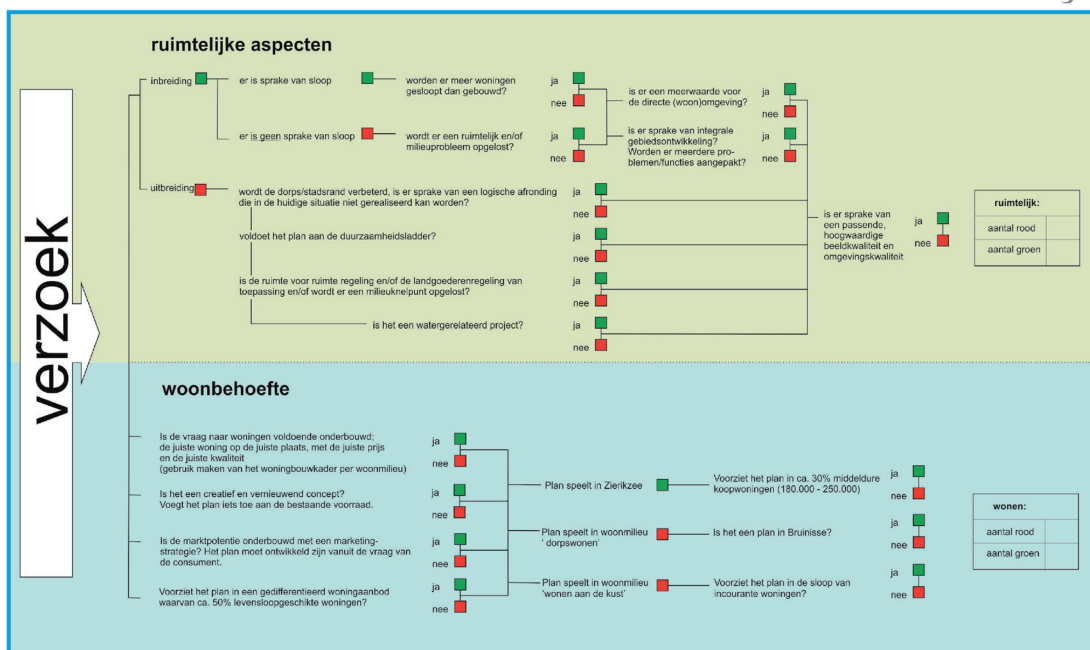 verzoek
ruimtelijke aspecten
inbreiding
er is sprake van sloop
worden er meer woningen
gesloopt dan gebouwd?
ja
nee
is er een meerwaarde voor
de directe (woon)omgeving?
ja
nee
er is geen sprake van sloop
wordt er een ruimtelijk en/of
milieuprobleem opgelost?
ja
nee
is er sprake van integrale
gebiedsontwikkeling?
Worden er meerdere pro-
blemen/functies aangepakt?
ja
nee
uitbreiding
wordt de dorps/stadsrand verbeterd, is er sprake van een logische afronding
die in de huidige situatie niet gerealiseerd kan worden?
ja
nee
voldoet het plan aan de duurzaamheidsladder?
ja
nee
is de ruimte voor ruimte regeling en/of de landgoederenregeling van
toepassing en/of wordt er een milieuknelpunt opgelost?
ja
nee
is het een watergerelateerd project?
ja
nee
is er sprake van
een passende,
hoogwaardige
beeldkwaliteit en
omgevingskwaliteit
ja
nee
ruimtelijk:
aantal rood
aantal groen
woonbehoefte
Is de vraag naar woningen voldoende onderbouwd;
de juiste woning op de juiste plaats, met de juiste prijs
en de juiste kwaliteit
(gebruik maken van het woningbouwkader per woonmilieu)
ja
nee
Is het een creatief en vernieuwend concept?
Voegt het plan iets toe aan de bestaande voorraad.
ja
nee
Is de marktpotentie onderbouwd met een marketing-
strategie? Het plan moet ontwikkeld zijn vanuit de vraag van
de consument.
ja
nee
Voorziet het plan in een gedifferentieerd woningaanbod
waarvan ca. 50% levensloopgeschikte woningen?
ja
nee
Plan speelt in Zierikzee
Voorziet het plan in ca. 30% middeldure
koopwoningen (180.000 - 250.000)
ja
nee
Plan speelt in woonmilieu
' dorpswonen'
Is het een plan in Bruinisse?
ja
nee
Plan speelt in woonmilieu
'wonen aan de kust'
Voorziet het plan in de sloop van
incourante woningen?
ja
nee
wonen:
aantal rood
aantal groen